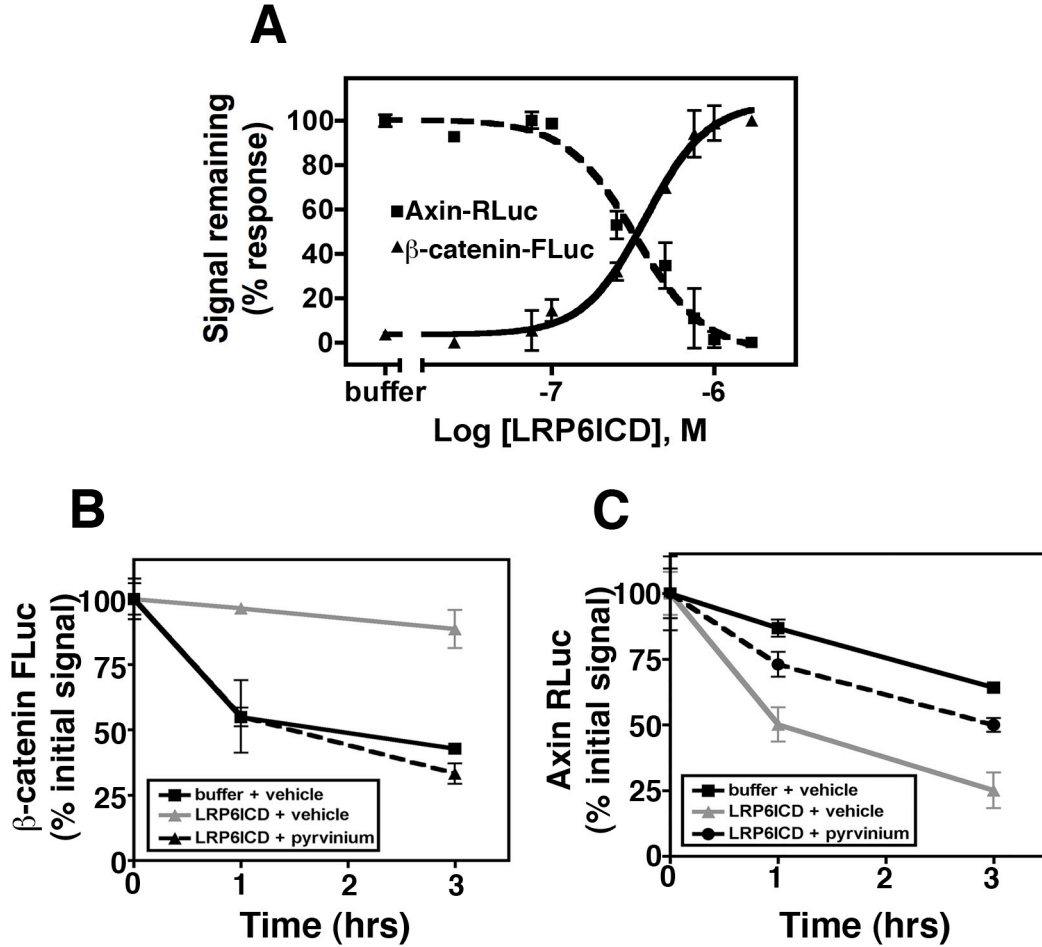 A
Signal remaining
(% response)
100
80
60
40
20
0
Axin-RLuc
β-catenin-FLuc
buffer
-7
-6
Log [LRP6ICD], M
B
β-catenin FLuc
(% initial signal)
100
75
50
25
0
buffer + vehicle
LRP6ICD + vehicle
LRP6ICD + pyrvinium
0
1
2
3
Time (hrs)
C
Axin RLuc
(% initial signal)
100
75
50
25
0
buffer + vehicle
LRP6ICD + vehicle
LRP6ICD + pyrvinium
0
1
2
3
Time (hrs)